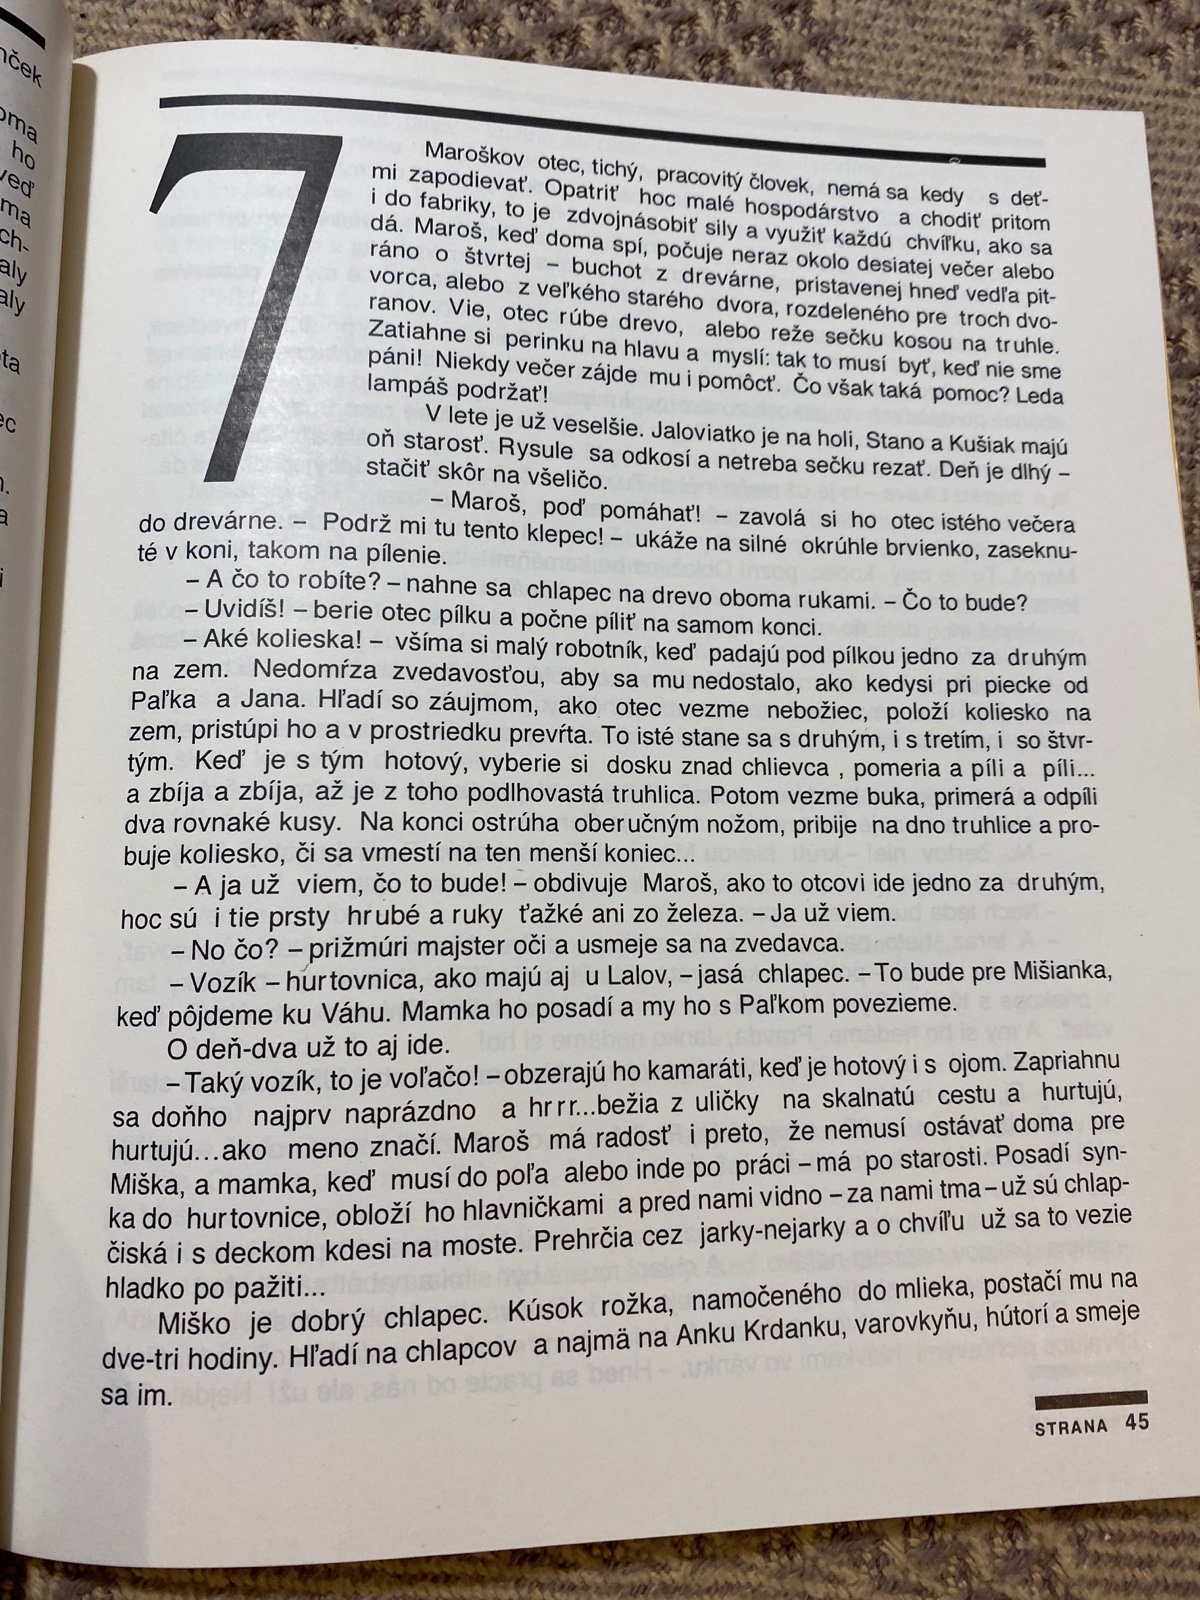 nček
oma
ho
veď
ma
ch-
aly
aly
ota
ec
n.
a
i
7
Maroškov otec, tichý, pracovitý človek, nemá sa kedy s deť-
mi zapodievať. Opatriť hoc malé hospodárstvo a chodiť pritom
i do fabriky, to je zdvojnásobiť sily a využiť každú chvíľku, ako sa
dá. Maroš, keď doma spí, počuje neraz okolo desiatej večer alebo
ráno o štvrtej – buchot z drevárne, pristavenej hneď vedľa pit-
vorca, alebo z veľkého starého dvora, rozdeleného pre troch dvo-
ranov. Vie, otec rúbe drevo, alebo reže sečku kosou na truhle.
Zatiahne si perinku na hlavu a myslí: tak to musí byť, keď nie sme
páni! Niekdy večer zájde mu i pomôcť. Čo však taká pomoc? Leda
lampáš podržať!
V lete je už veselšie. Jaloviatko je na holi, Stano a Kušiak majú
oň starosť. Rysule sa odkosí a netreba sečku rezať. Deň je dlhý –
stačiť skôr na všeličo.
– Maroš, poď pomáhať! – zavolá si ho otec istého večera
do drevárne. – Podrž mi tu tento klepec! – ukáže na silné okrúhle brvienko, zaseknu-
té v koni, takom na pílenie.
– A čo to robíte? – nahne sa chlapec na drevo oboma rukami. – Čo to bude?
– Uvidíš! – berie otec pílku a počne píliť na samom konci.
– Aké kolieska! – všíma si malý robotník, keď padajú pod pílkou jedno za druhým
na zem. Nedomŕza zvedavosťou, aby sa mu nedostalo, ako kedysi pri piecke od
Paľka a Jana. Hľadí so záujmom, ako otec vezme nebožiec, položí koliesko na
zem, pristúpi ho a v prostriedku prevŕta. To isté stane sa s druhým, i s tretím, i so štvr-
tým. Keď je s tým hotový, vyberie si dosku znad chlievca , pomeria a píli a píli...
a zbíja a zbíja, až je z toho podlhovastá truhlica. Potom vezme buka, primerá a odpíli
dva rovnaké kusy. Na konci ostrúha oberučným nožom, pribije na dno truhlice a pro-
buje koliesko, či sa vmestí na ten menší koniec...
– A ja už viem, čo to bude! – obdivuje Maroš, ako to otcovi ide jedno za druhým,
hoc sú i tie prsty hrubé a ruky ťažké ani zo železa. – Ja už viem.
– No čo? – prižmúri majster oči a usmeje sa na zvedavca.
– Vozík – hurtovnica, ako majú aj u Lalov, – jasá chlapec. – To bude pre Mišianka,
keď pôjdeme ku Váhu. Mamka ho posadí a my ho s Paľkom povezieme.
O deň-dva už to aj ide.
– Taký vozík, to je voľačo! – obzerajú ho kamaráti, keď je hotový i s ojom. Zapriahnu
sa doňho najprv naprázdno a hrrr...bežia z uličky na skalnatú cestu a hurtujú,
hurtujú...ako meno značí. Maroš má radosť i preto, že nemusí ostávať doma pre
Miška, a mamka, keď musí do poľa alebo inde po práci – má po starosti. Posadí syn-
ka do hurtovnice, obloží ho hlavničkami a pred nami vidno – za nami tma – už sú chlap-
čiská i s deckom kdesi na moste. Prehrčia cez jarky-nejarky a o chvíľu už sa to vezie
hladko po pažiti...
Miško je dobrý chlapec. Kúsok rožka, namočeného do mlieka, postačí mu na
dve-tri hodiny. Hľadí na chlapcov a najmä na Anku Krdanku, varovkyňu, hútorí a smeje
sa im.
STRANA 45